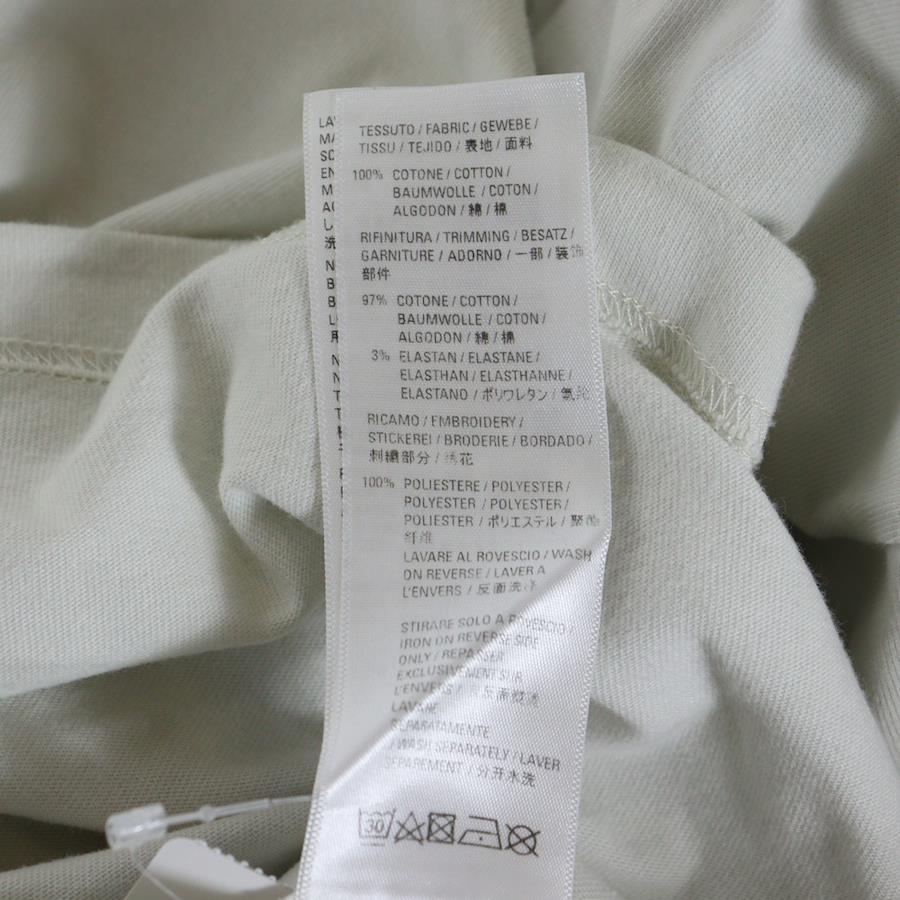 TESSUTO / FABRIC / GEWEBE /
TISSU / TEJIDO / 表地 / 面料
100% COTONE / COTTON /
BAUMWOLLE / COTON /
ALGODON / 綿 / 棉
RIFINITURA / TRIMMING / BESATZ /
GARNITURE / ADORNO / 一部 / 装饰
部件
97% COTONE / COTTON /
BAUMWOLLE / COTON /
ALGODON / 綿 / 棉
3% ELASTAN / ELASTANE /
ELASTHAN / ELASTHANNE /
ELASTANO / ポリウレタン / 氨纶
RICAMO / EMBROIDERY /
STICKEREI / BRODERIE / BORDADO /
刺繍部分 / 绣花
100% POLIESTERE / POLYESTER /
POLYESTER / POLYESTER /
POLIESTER / ポリエステル / 聚酯
纤维
LAVARE AL ROVESCIO / WASH
ON REVERSE / LAVER A
L'ENVERS / 反面洗涤
STIRARE SOLO A ROVESCIO /
IRON ON REVERSE SIDE
ONLY / REPASSER
EXCLUSIVEMENT SUR
L'ENVERS /
LAVARE
SEPARATAMENTE
/ WASH SEPARATELY / LAVER
SEPAREMENT / 分开水洗
30